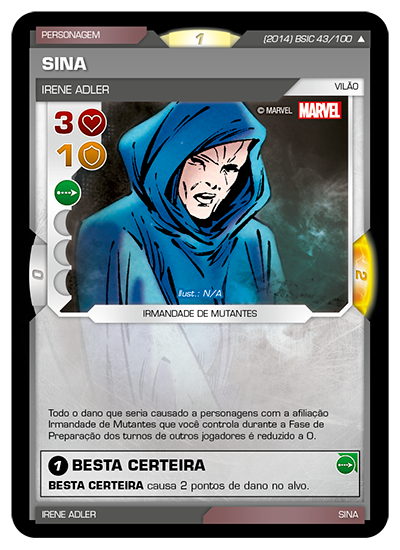 PERSONAGEM
1
(2014) BSIC 43/100 ▲
SINA
IRENE ADLER
VILÃO
3
© MARVEL MARVEL
1
0
2
Ilust.: N/A
IRMANDADE DE MUTANTES
Todo o dano que seria causado a personagens com a afiliação
Irmandade de Mutantes que você controla durante a Fase de
Preparação dos turnos de outros jogadores é reduzido a 0.
1 BESTA CERTEIRA
BESTA CERTEIRA causa 2 pontos de dano no alvo.
IRENE ADLER
SINA